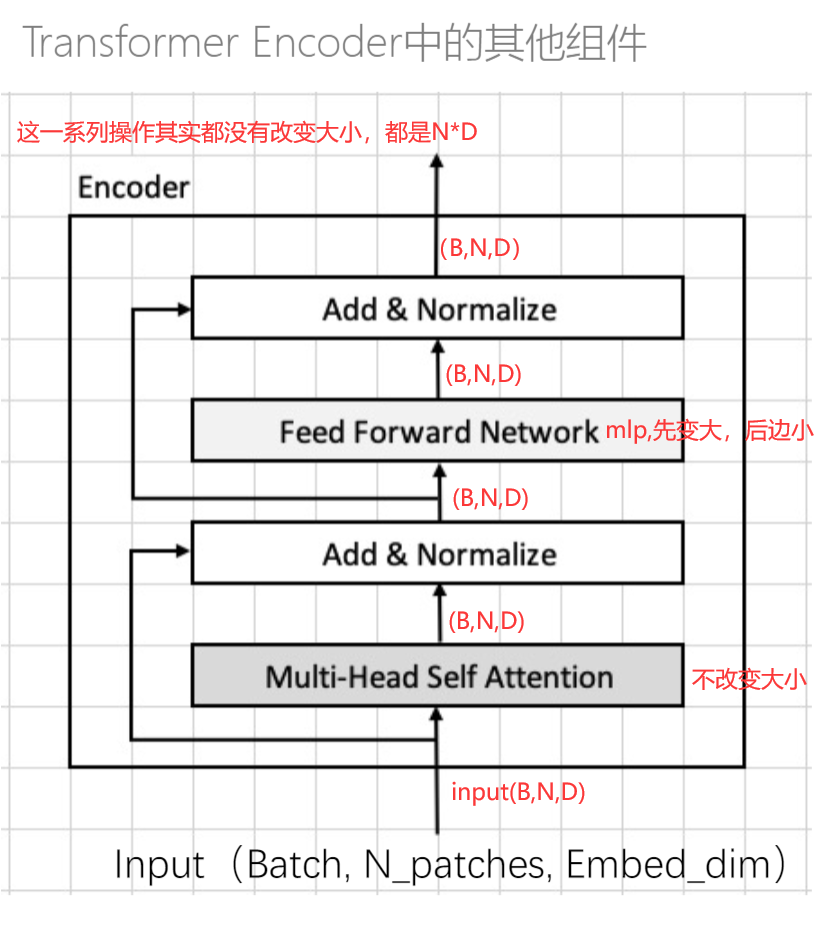 Transformer Encoder中的其他组件
这一系列操作其实都没有改变大小，都是N*D
Encoder
(B,N,D)
Add & Normalize
(B,N,D)
Feed Forward Network
mlp,先变大，后边小
(B,N,D)
Add & Normalize
(B,N,D)
Multi-Head Self Attention
不改变大小
input(B,N,D)
Input（Batch, N_patches, Embed_dim）